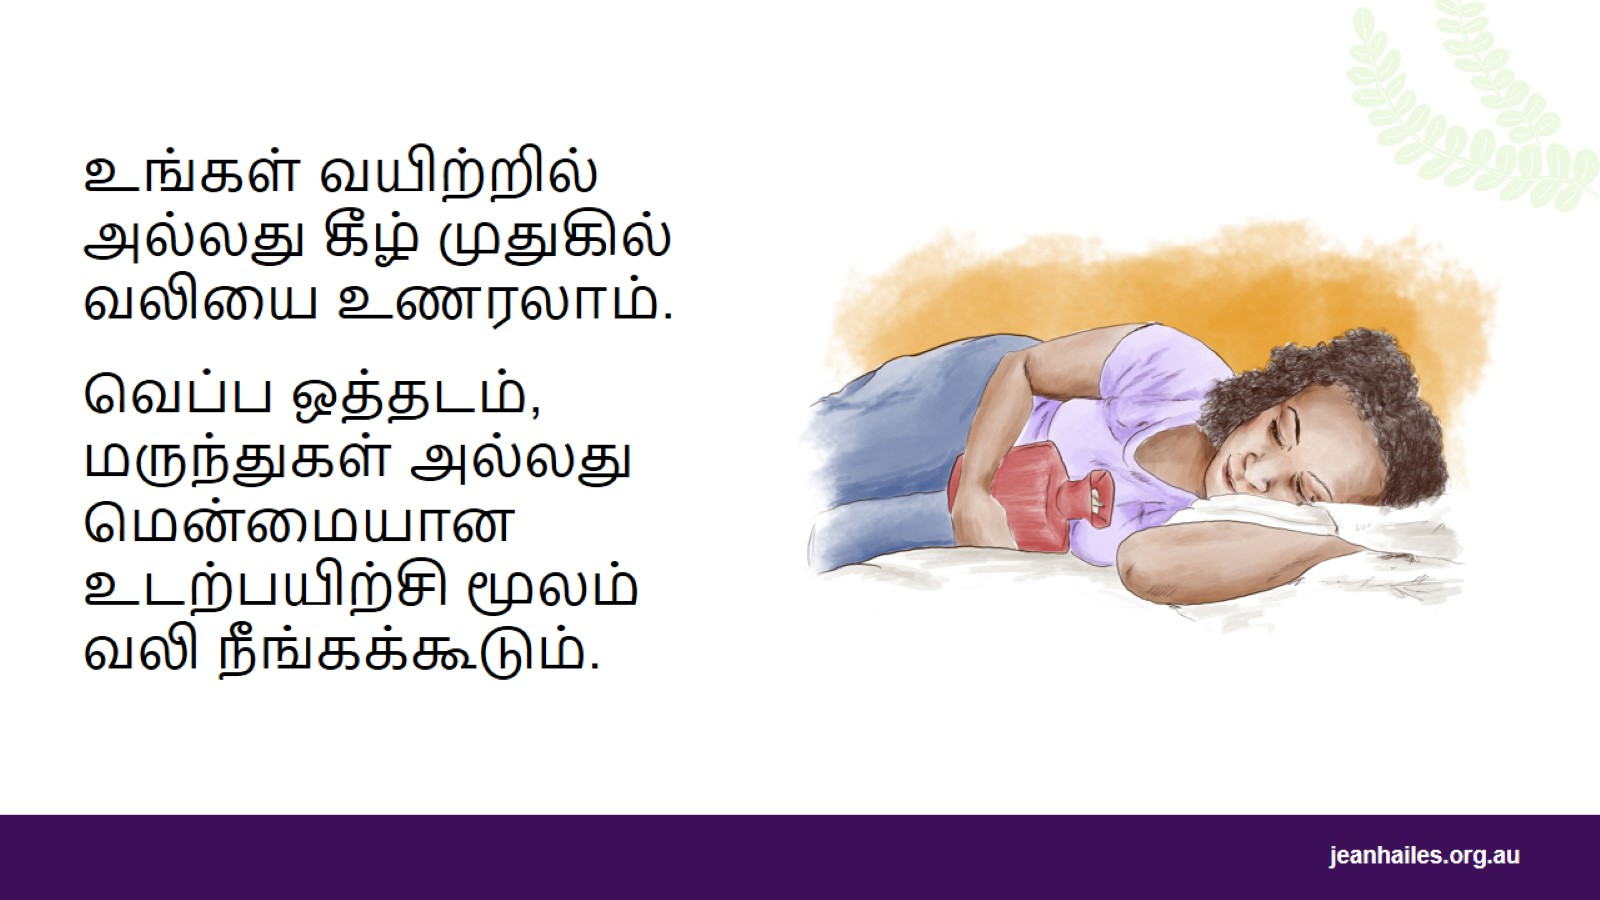 உங்கள் வயிற்றில்
அல்லது கீழ் முதுகில்
வலியை உணரலாம்.
வெப்ப ஒத்தடம்,
மருந்துகள் அல்லது
மென்மையான
உடற்பயிற்சி மூலம்
வலி நீங்கக்கூடும்.
jeanhailes.org.au